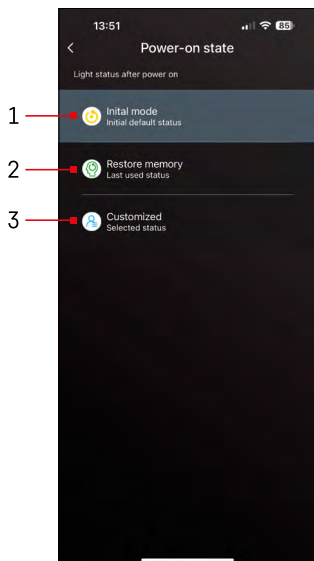 13:51
85
Power-on state
Light status after power on
1
Inital mode
Initial default status
2
Restore memory
Last used status
3
Customized
Selected status